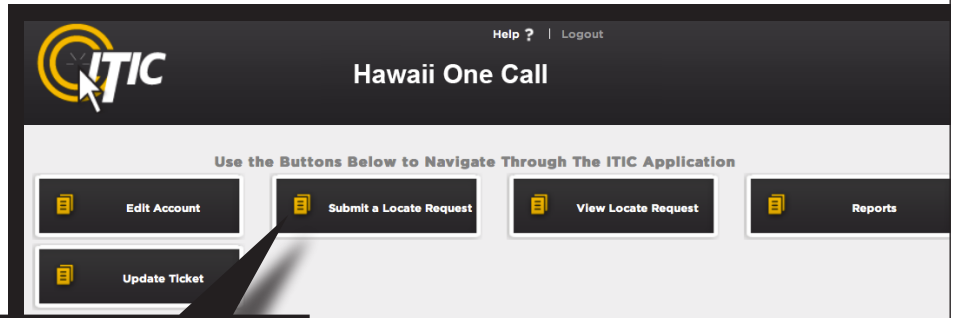 Help ? | Logout
ITIC
Hawaii One Call
Use the Buttons Below to Navigate Through The ITIC Application
Edit Account
Submit a Locate Request
View Locate Request
Reports
Update Ticket